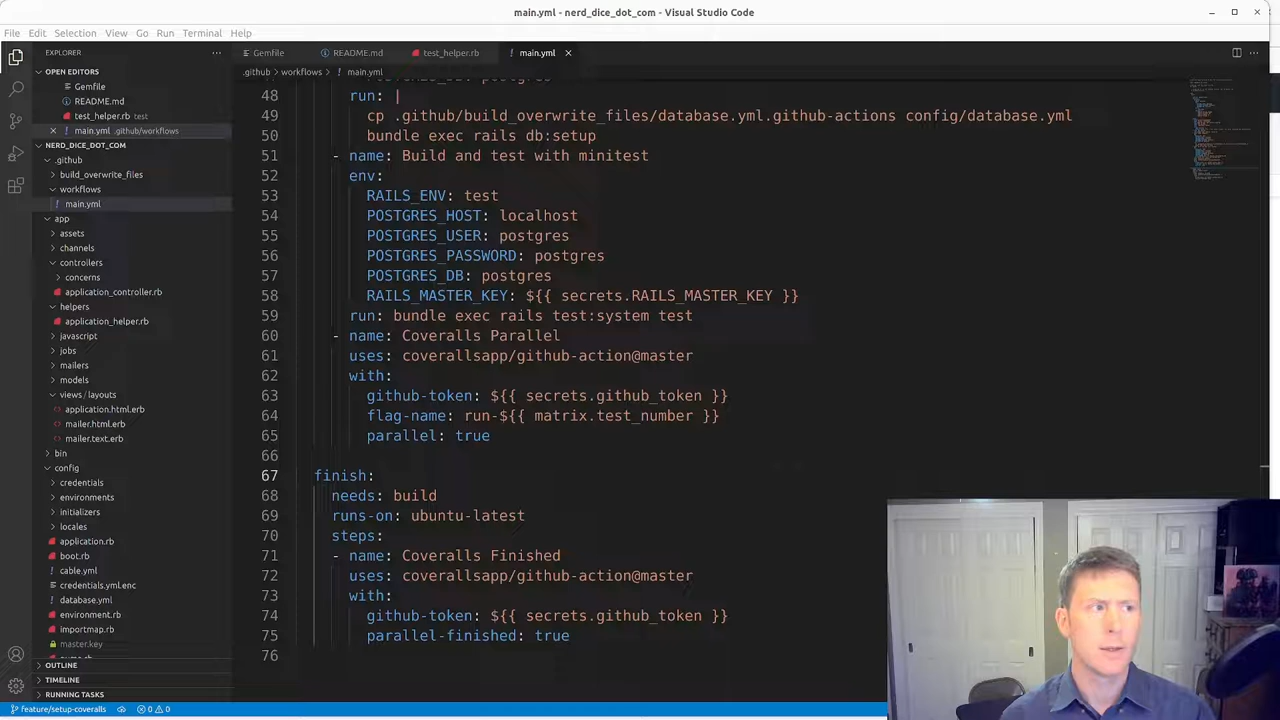 main.yml - nerd_dice_dot_com - Visual Studio Code
File Edit Selection View Go Run Terminal Help
EXPLORER
OPEN EDITORS
Gemfile
README.md
test_helper.rb test
main.yml .github/workflows
NERD_DICE_DOT_COM
.github
build_overwrite_files
workflows
main.yml
app
assets
channels
controllers
concerns
application_controller.rb
helpers
application_helper.rb
javascript
jobs
mailers
models
views / layouts
application.html.erb
mailer.html.erb
mailer.text.erb
bin
config
credentials
environments
initializers
locales
application.rb
boot.rb
cable.yml
credentials.yml.enc
database.yml
environment.rb
importmap.rb
master.key
OUTLINE
TIMELINE
RUNNING TASKS
Gemfile README.md test_helper.rb main.yml
.github workflows main.yml
48 run: |
49 cp .github/build_overwrite_files/database.yml.github-actions config/database.yml
50 bundle exec rails db:setup
51 - name: Build and test with minitest
52 env:
53 RAILS_ENV: test
54 POSTGRES_HOST: localhost
55 POSTGRES_USER: postgres
56 POSTGRES_PASSWORD: postgres
57 POSTGRES_DB: postgres
58 RAILS_MASTER_KEY: ${{ secrets.RAILS_MASTER_KEY }}
59 run: bundle exec rails test:system test
60 - name: Coveralls Parallel
61 uses: coverallsapp/github-action@master
62 with:
63 github-token: ${{ secrets.github_token }}
64 flag-name: run-${{ matrix.test_number }}
65 parallel: true
66
67 finish:
68 needs: build
69 runs-on: ubuntu-latest
70 steps:
71 - name: Coveralls Finished
72 uses: coverallsapp/github-action@master
73 with:
74 github-token: ${{ secrets.github_token }}
75 parallel-finished: true
76
feature/setup-coveralls 0 0